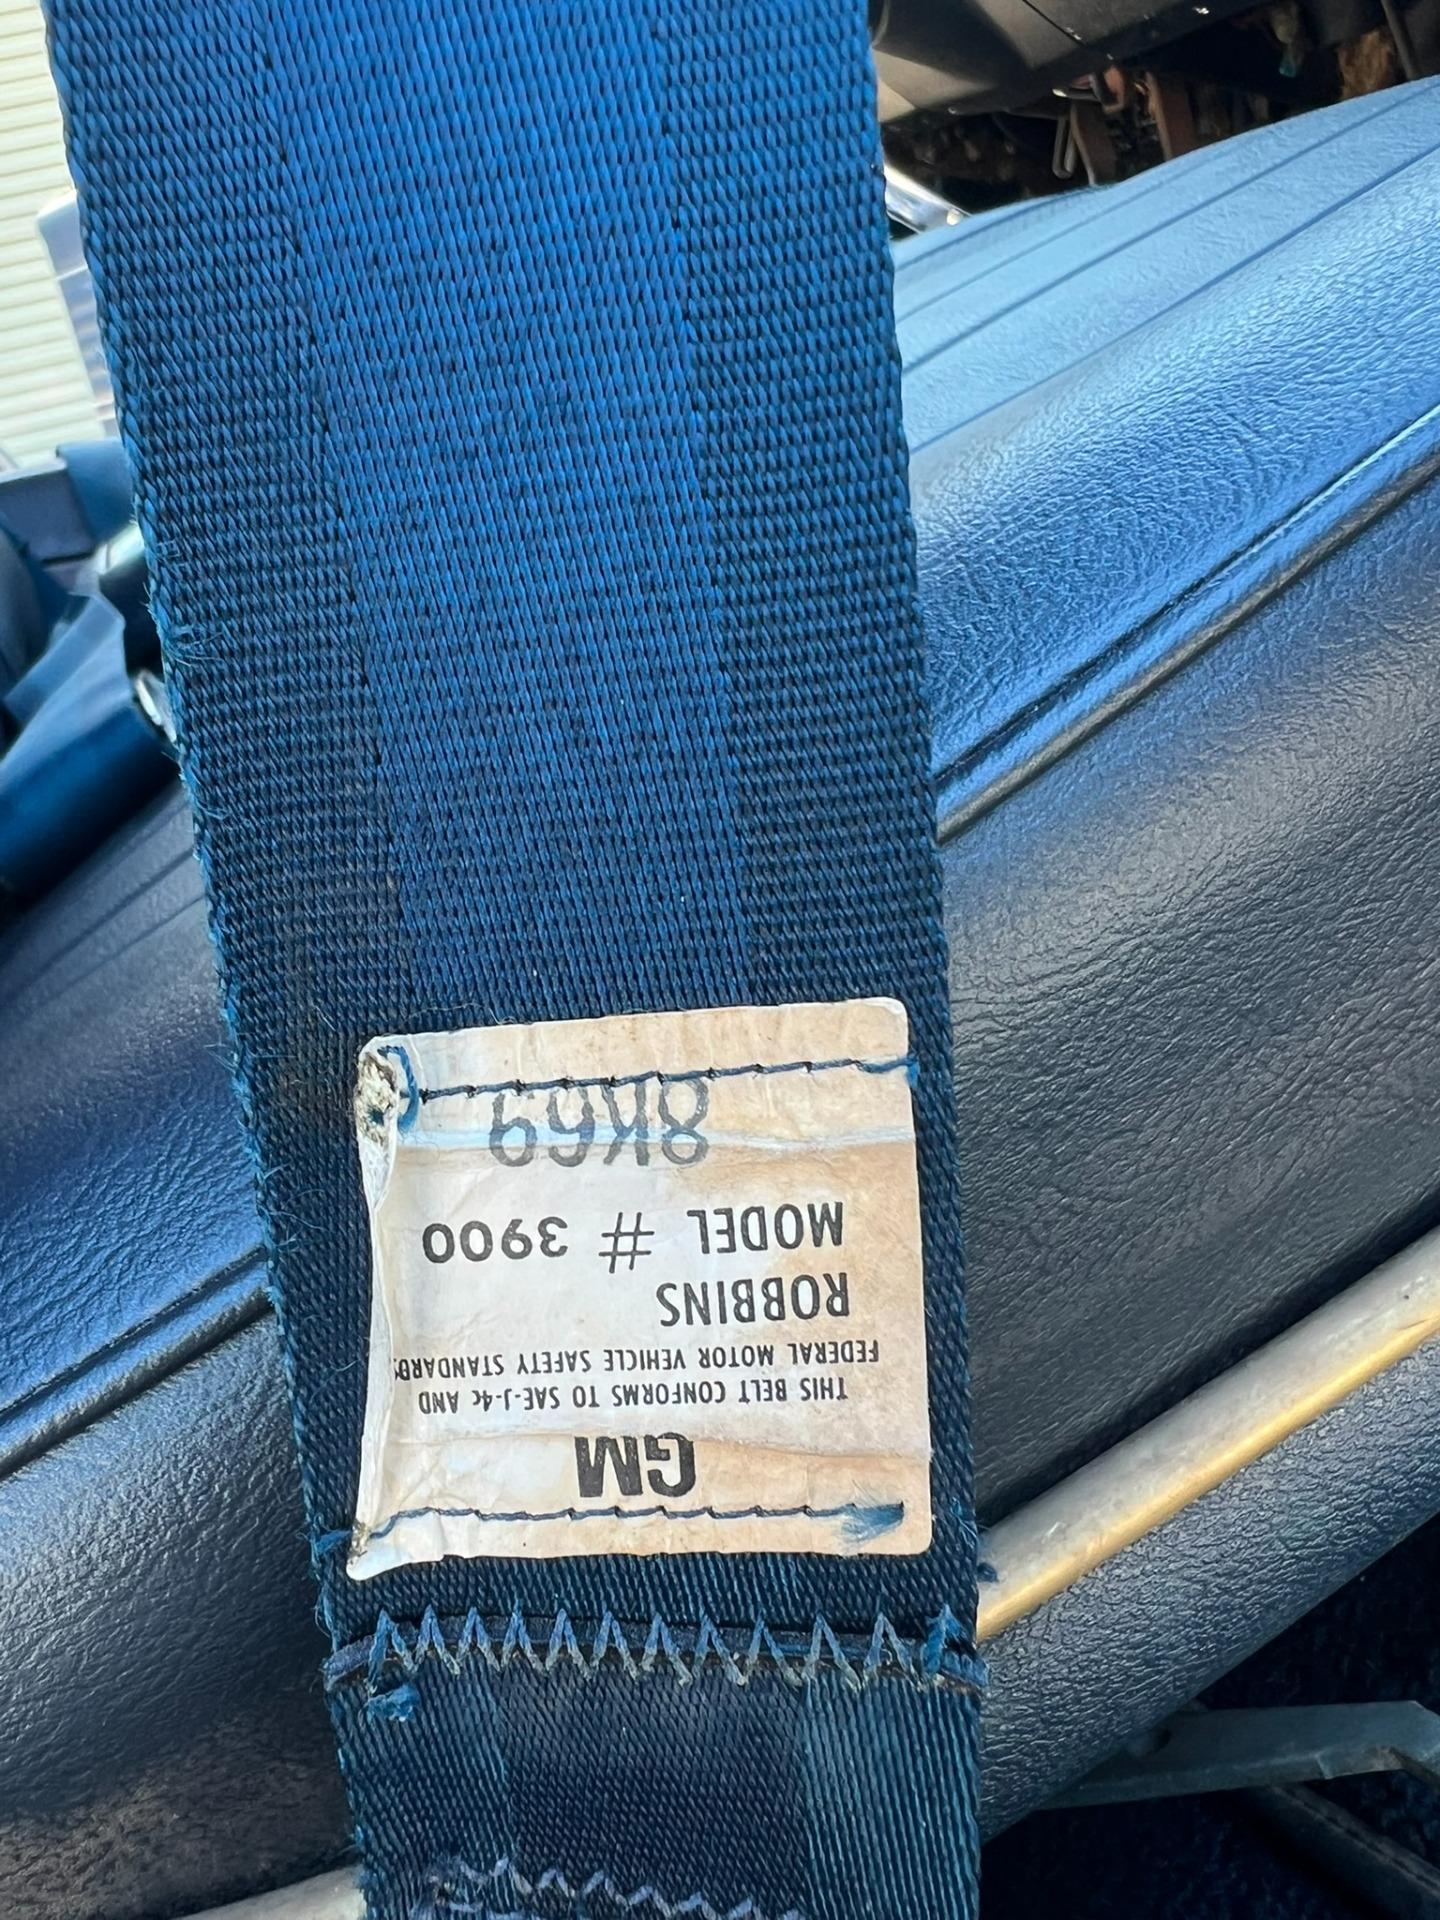 GM
THIS BELT CONFORMS TO SAE-J-4c AND
FEDERAL MOTOR VEHICLE SAFETY STANDARDS
ROBBINS
MODEL # 3900
8K69